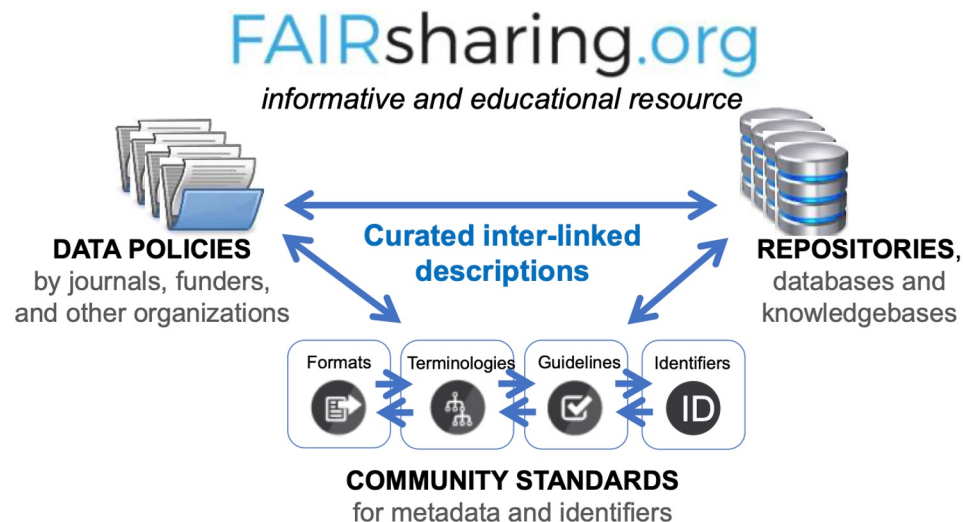 FAIRsharing.org
informative and educational resource
DATA POLICIES
by journals, funders,
and other organizations
Curated inter-linked
descriptions
REPOSITORIES,
databases and
knowledgebases
Formats
Terminologies
Guidelines
Identifiers
ID
COMMUNITY STANDARDS
for metadata and identifiers